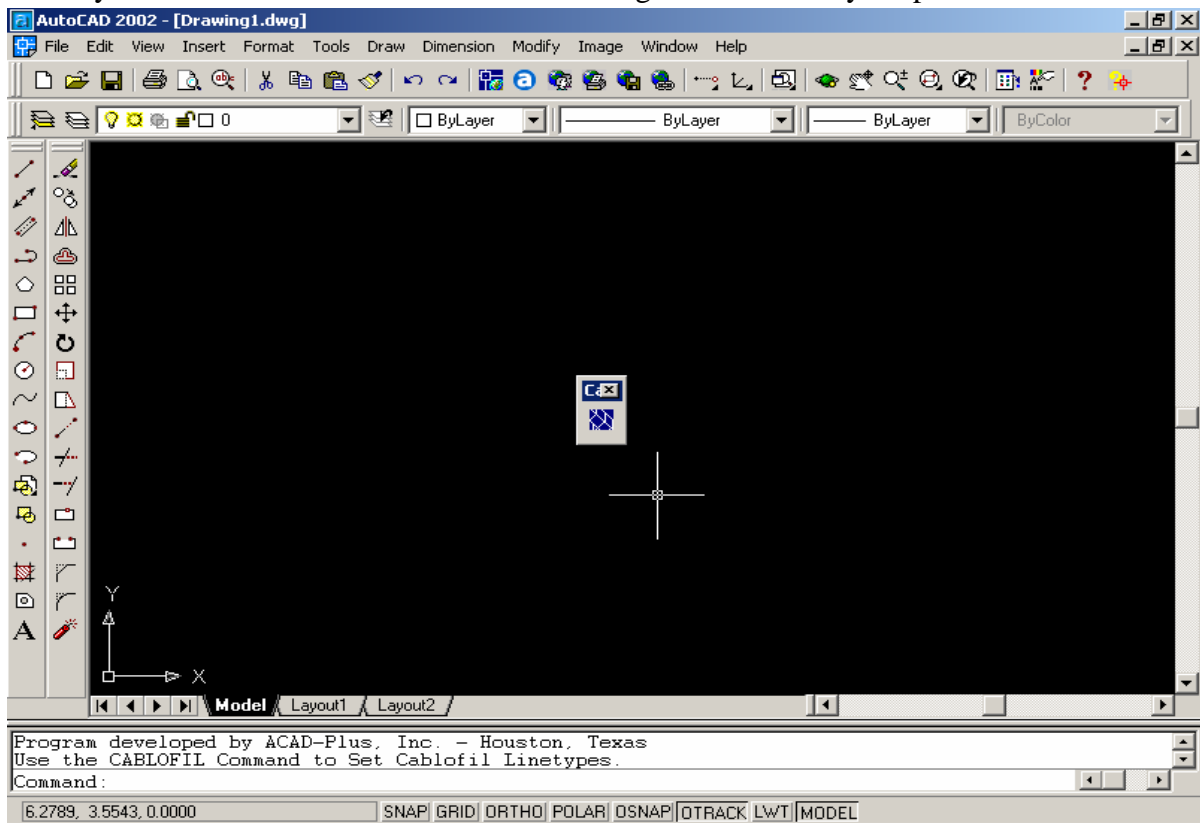 AutoCAD 2002 - [Drawing1.dwg]
File Edit View Insert Format Tools Draw Dimension Modify Image Window Help
0 ByLayer ByLayer ByLayer ByColor
Ca
A
Y
X
Model Layout1 Layout2
Program developed by ACAD-Plus, Inc. - Houston, Texas
Use the CABLOFIL Command to Set Cablofil Linetypes.
Command:
6.2789, 3.5543, 0.0000 SNAP GRID ORTHO POLAR OSNAP OTRACK LWT MODEL